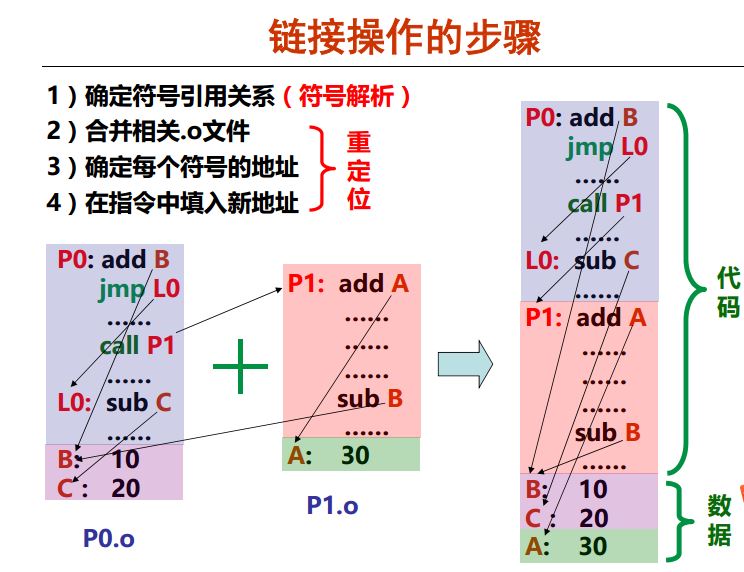 链接操作的步骤
1）确定符号引用关系（符号解析）
2）合并相关.o文件
3）确定每个符号的地址
4）在指令中填入新地址
重定位
P0: add B
jmp L0
……
call P1
……
L0: sub C
……
B: 10
C : 20
P0.o
P1: add A
……
……
……
sub B
……
A: 30
P1.o
P0: add B
jmp L0
……
call P1
……
L0: sub C
……
P1: add A
……
……
……
sub B
……
B: 10
C : 20
A: 30
代码
数据